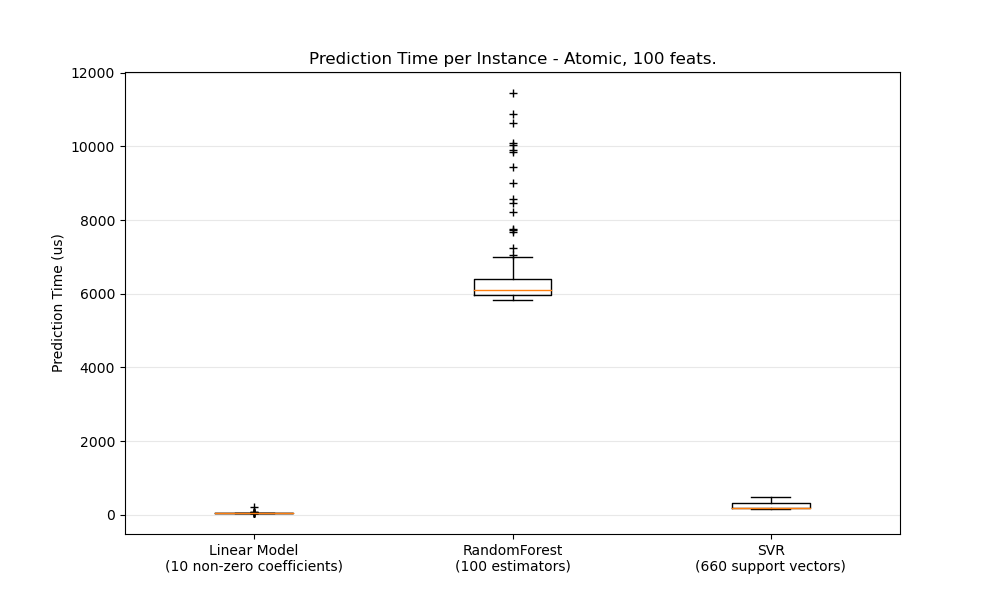 Prediction Time per Instance - Atomic, 100 feats.
Prediction Time (us)
12000
10000
8000
6000
4000
2000
0
Linear Model
(10 non-zero coefficients)
RandomForest
(100 estimators)
SVR
(660 support vectors)